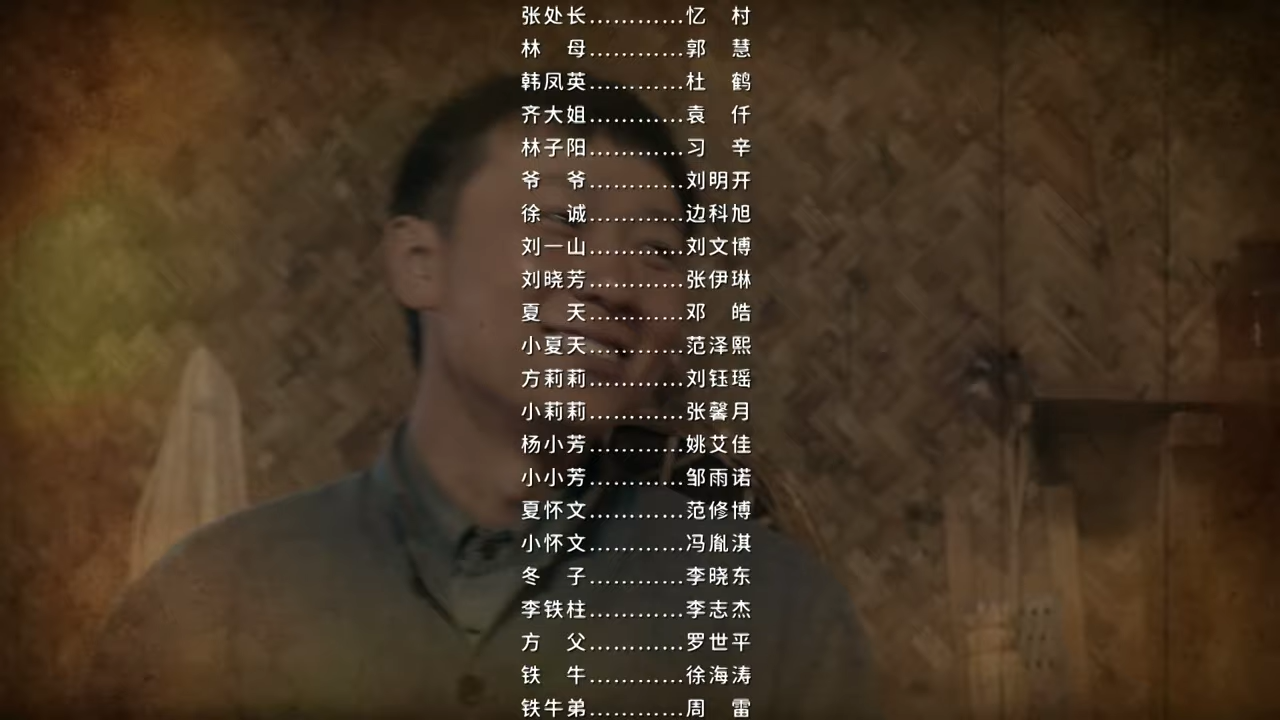 张处长…………忆　村
林　母…………郭　慧
韩凤英…………杜　鹤
齐大姐…………袁　仟
林子阳…………习　辛
爷　爷…………刘明开
徐　诚…………边科旭
刘一山…………刘文博
刘晓芳…………张伊琳
夏　天…………邓　皓
小夏天…………范泽熙
方莉莉…………刘钰瑶
小莉莉…………张馨月
杨小芳…………姚艾佳
小小芳…………邹雨诺
夏怀文…………范修博
小怀文…………冯胤淇
冬　子…………李晓东
李铁柱…………李志杰
方　父…………罗世平
铁　牛…………徐海涛
铁牛弟…………周　雷